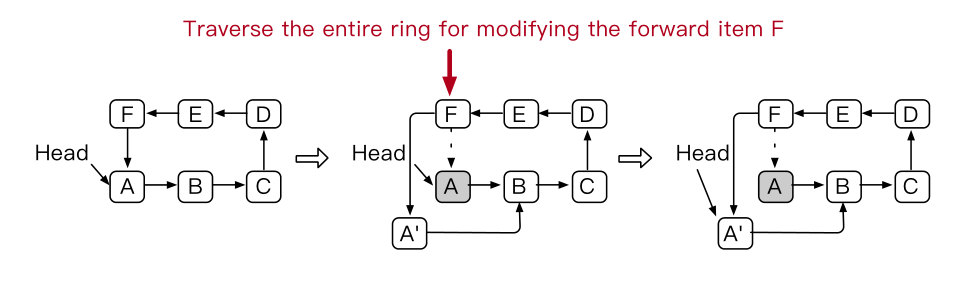 Traverse the entire ring for modifying the forward item F
F E D
Head
A B C
F E D
Head
A B C
A'
F E D
Head
A B C
A'